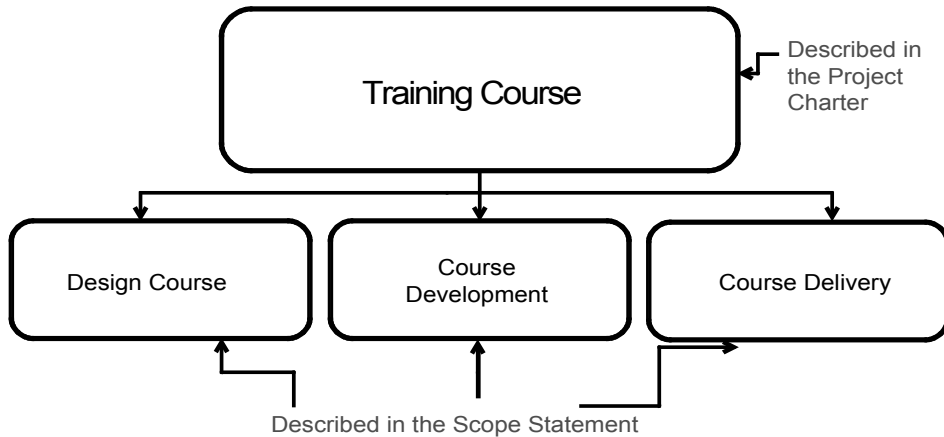 Training Course
Described in
the Project
Charter
Design Course
Course
Development
Course Delivery
Described in the Scope Statement